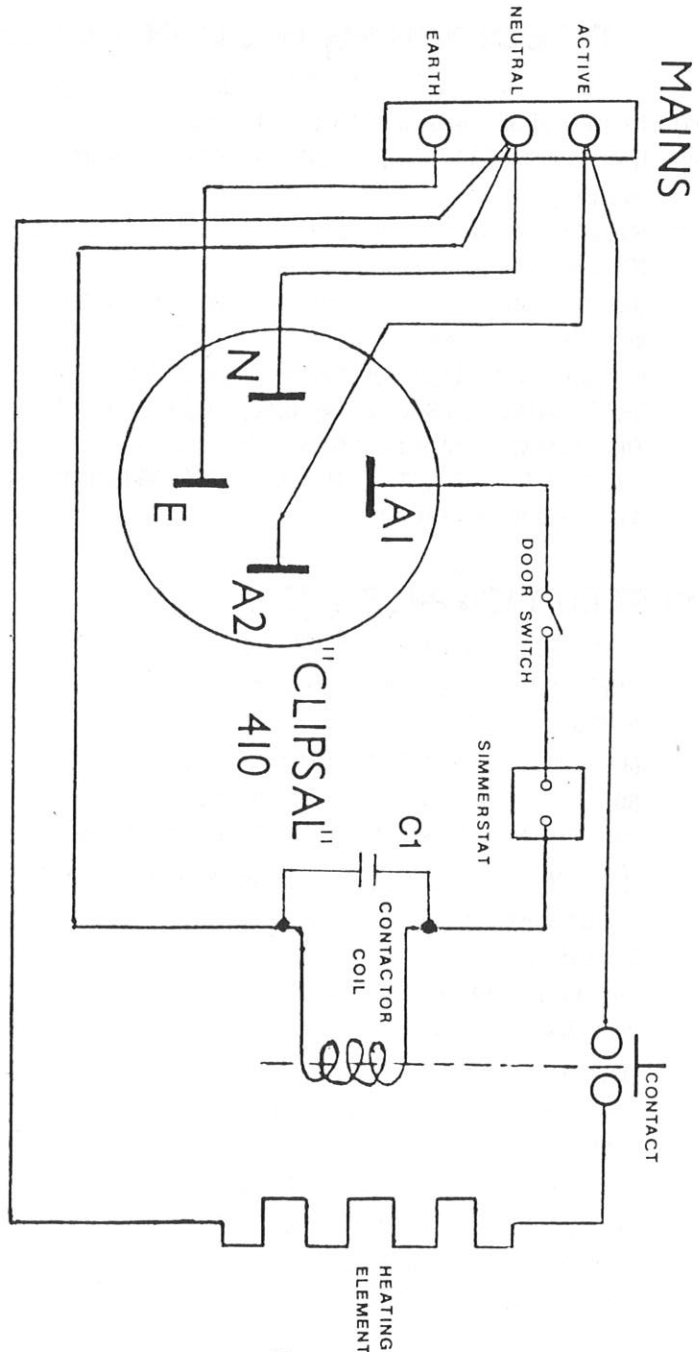 MAINS
ACTIVE
NEUTRAL
EARTH
N
E
A1
A2
"CLIPSAL"
410
DOOR SWITCH
SIMMERSTAT
C1
CONTACTOR
COIL
CONTACT
HEATING
ELEMENT